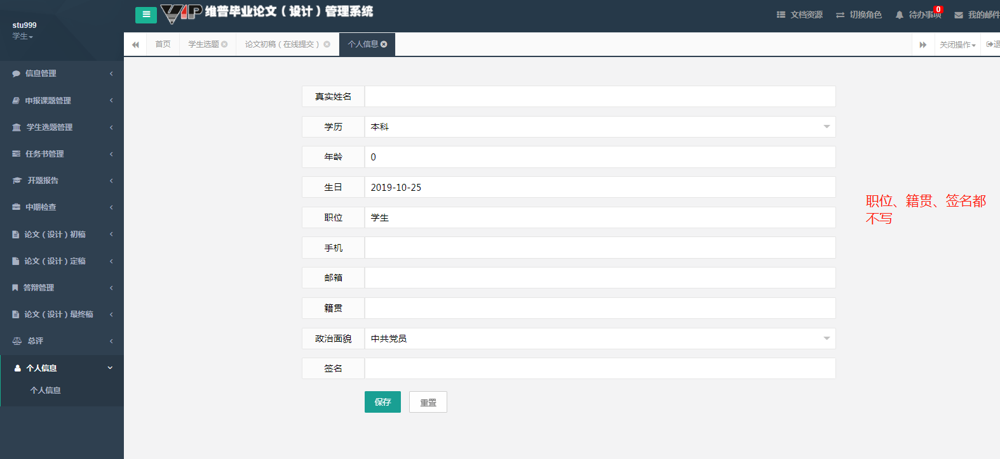 stu999
学生
VIP 维普毕业论文（设计）管理系统
文档资源
切换角色
待办事项
0
我的邮件
首页
学生选题
论文初稿（在线提交）
个人信息
关闭操作
退
信息管理
申报课题管理
学生选题管理
任务书管理
开题报告
中期检查
论文（设计）初稿
论文（设计）定稿
答辩管理
论文（设计）最终稿
总评
个人信息
个人信息
真实姓名
学历 本科
年龄 0
生日 2019-10-25
职位 学生
手机
邮箱
籍贯
政治面貌 中共党员
签名
保存 重置
职位、籍贯、签名都
不写